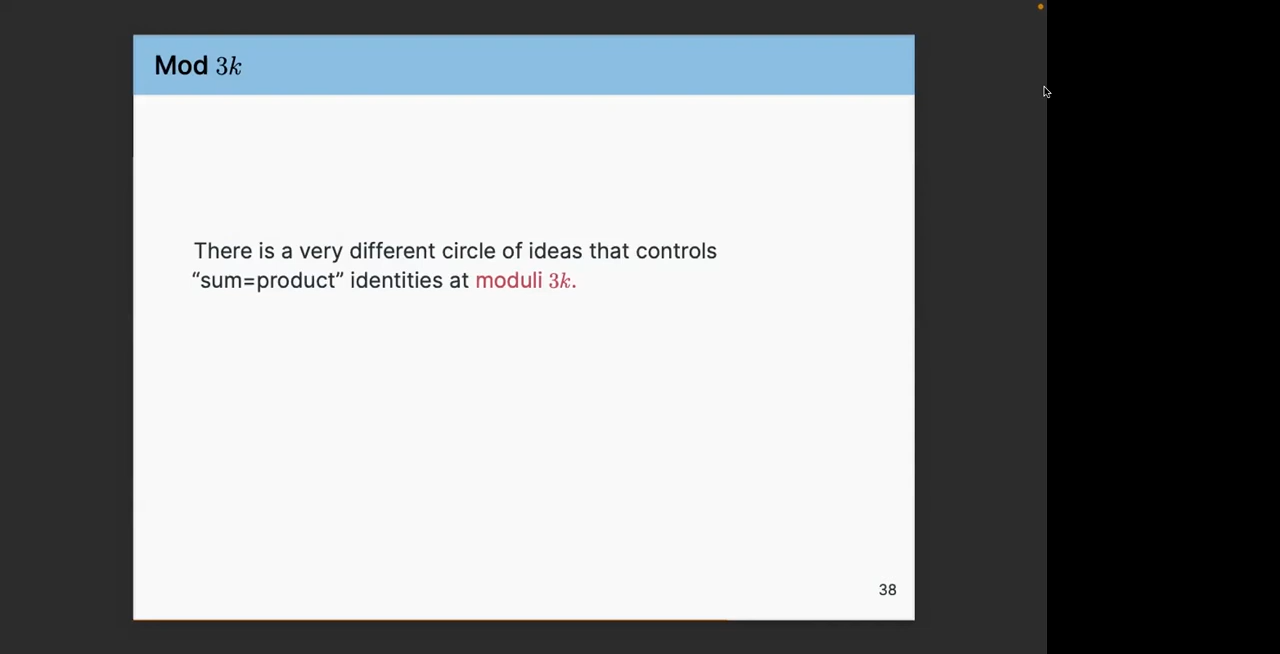 Mod 3k
There is a very different circle of ideas that controls
“sum=product” identities at moduli 3k.
38